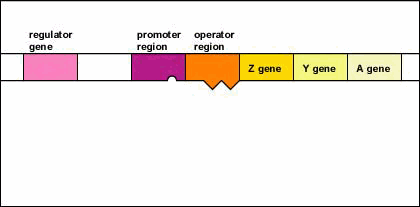 regulator
gene
promoter
region
operator
region
Z gene
Y gene
A gene